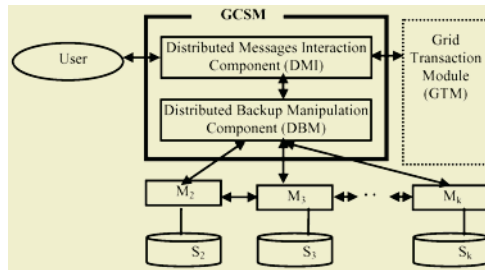 GCSM
Distributed Messages Interaction
Component (DMI)
User
Grid
Transaction
Module
(GTM)
Distributed Backup Manipulation
Component (DBM)
M2
M3
. .
Mk
S2
S3
Sk